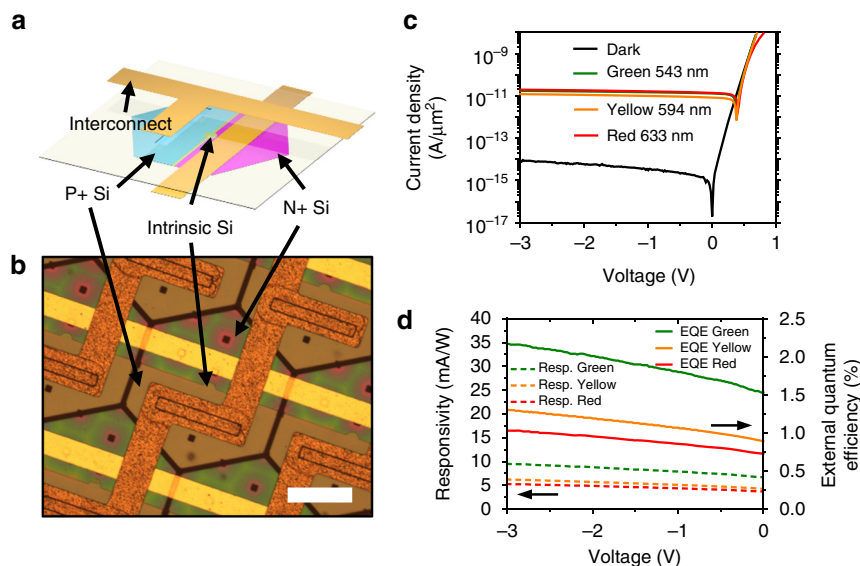 a
Interconnect
P+ Si
Intrinsic Si
N+ Si
b
c
Current density
(A/μm²)
10⁻⁹
10⁻¹¹
10⁻¹³
10⁻¹⁵
10⁻¹⁷
Dark
Green 543 nm
Yellow 594 nm
Red 633 nm
–3
–2
–1
0
1
Voltage (V)
d
Responsivity (mA/W)
40
35
30
25
20
15
10
5
0
Resp. Green
Resp. Yellow
Resp. Red
EQE Green
EQE Yellow
EQE Red
2.5
2.0
1.5
1.0
0.5
0.0
External quantum
efficiency (%)
–3
–2
–1
0
Voltage (V)